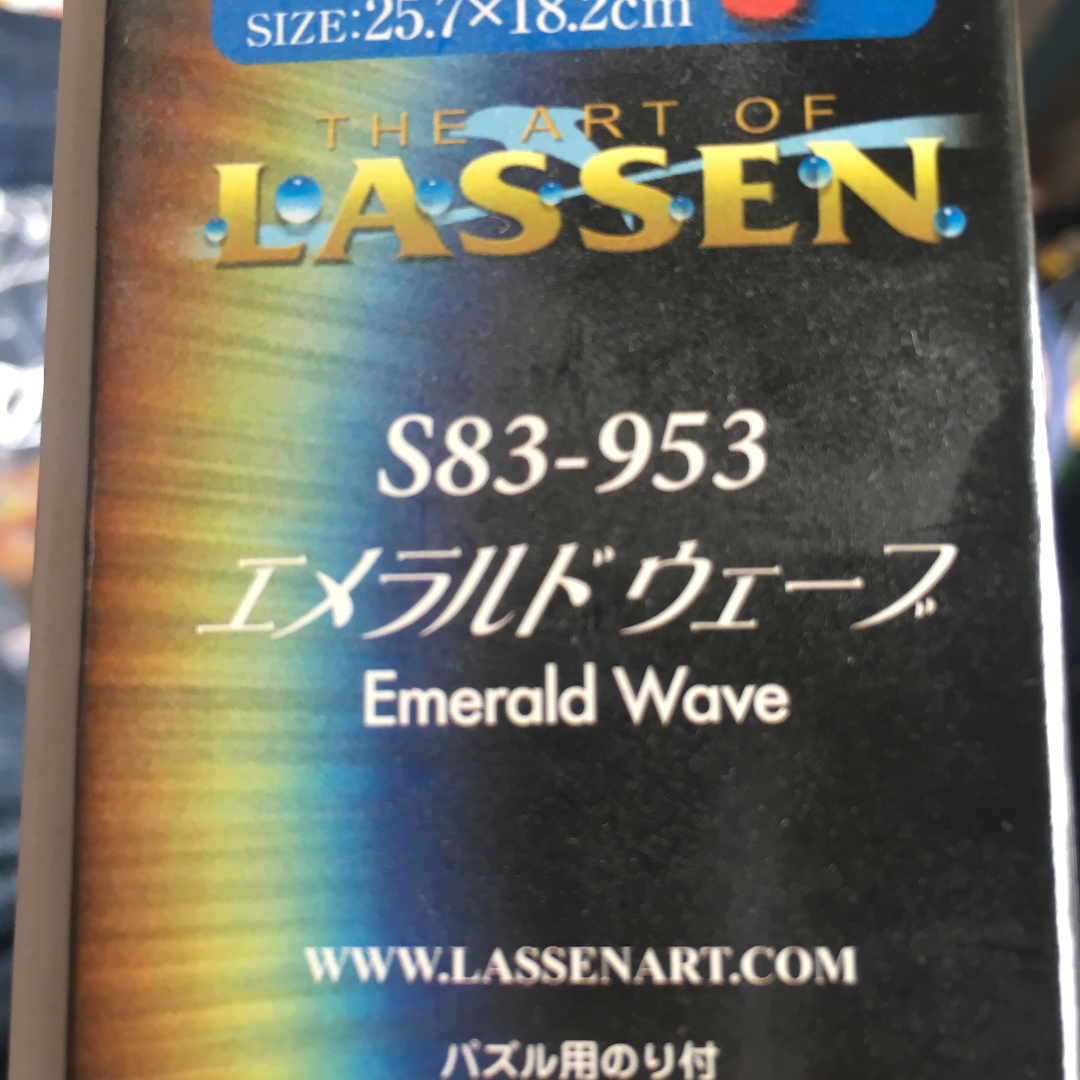 SIZE:25.7×18.2cm
THE ART OF
LASSEN
S83-953
エメラルドウェーブ
Emerald Wave
WWW.LASSENART.COM
パズル用のり付